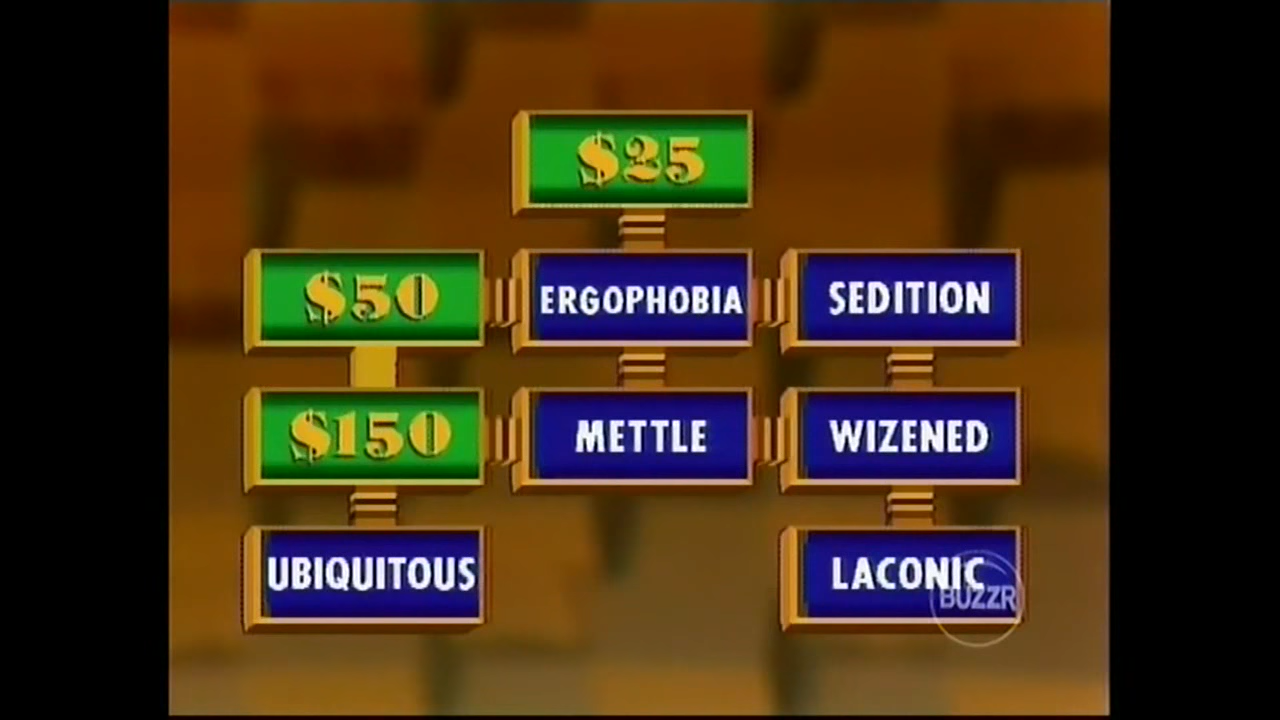 $25
$50
ERGOPHOBIA
SEDITION
$150
METTLE
WIZENED
UBIQUITOUS
LACONIC
BUZZR